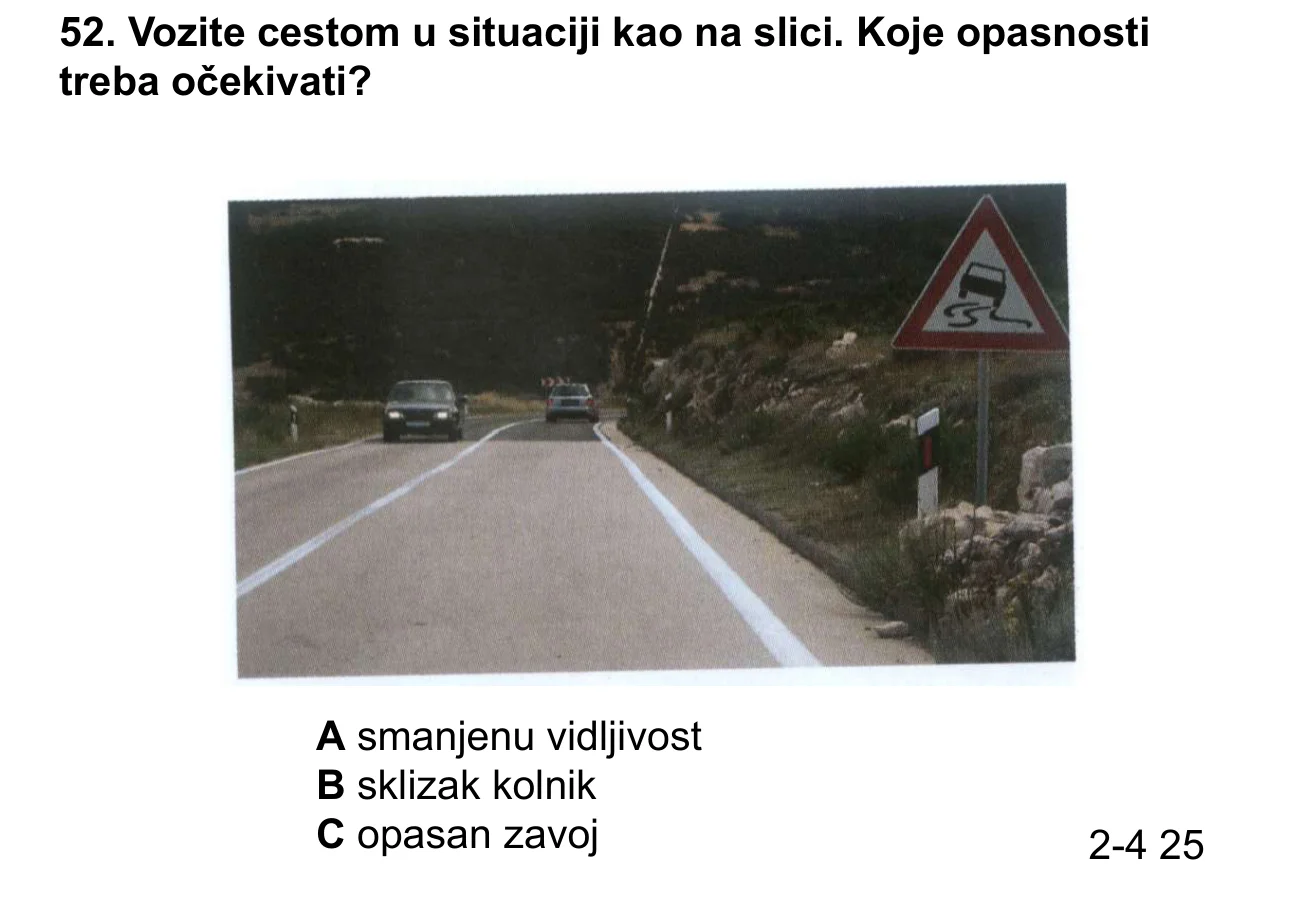 52. Vozite cestom u situaciji kao na slici. Koje opasnosti
treba očekivati?
A smanjenu vidljivost
B sklizak kolnik
C opasan zavoj
2-4 25